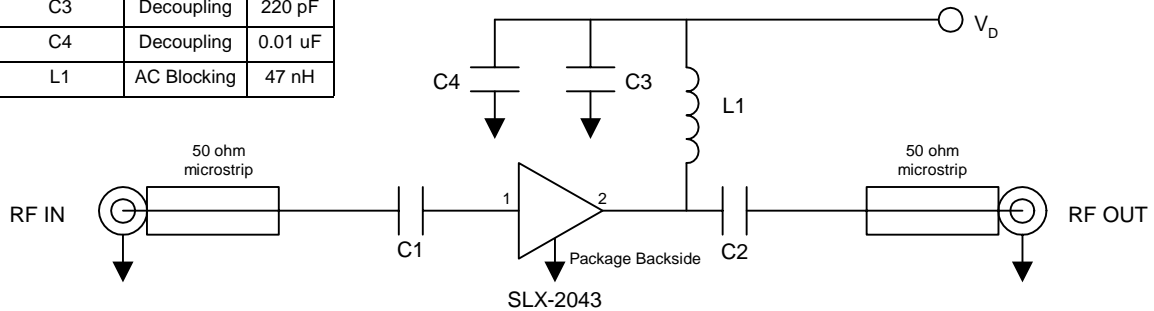 C3 Decoupling 220 pF
C4 Decoupling 0.01 uF
L1 AC Blocking 47 nH
V_D
C4
C3
L1
50 ohm
microstrip
50 ohm
microstrip
RF IN
1
2
RF OUT
C1
C2
Package Backside
SLX-2043